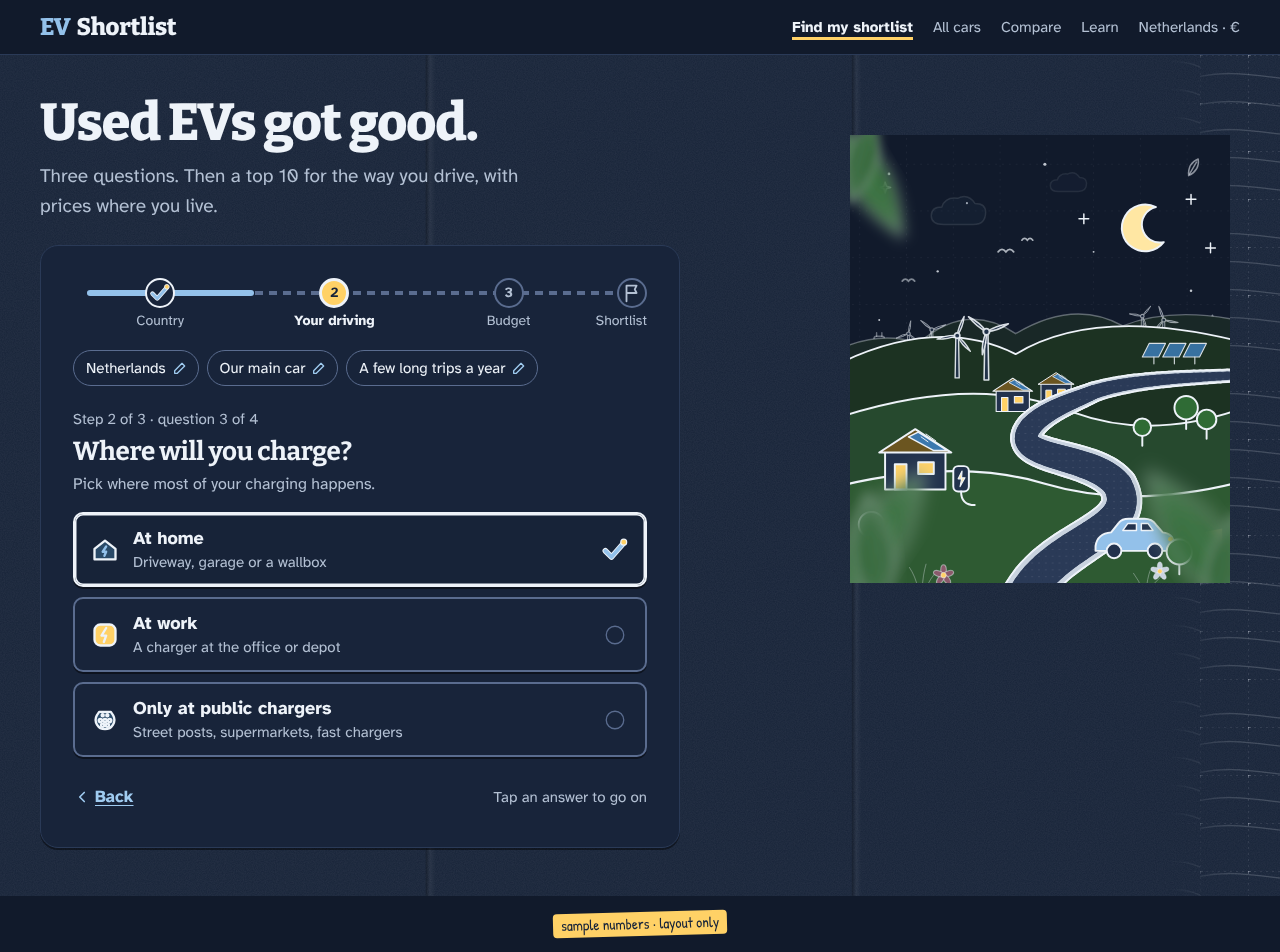 EV Shortlist
Find my shortlist
All cars
Compare
Learn
Netherlands · €
Used EVs got good.
Three questions. Then a top 10 for the way you drive, with
prices where you live.
2
3
Country
Your driving
Budget
Shortlist
Netherlands
Our main car
A few long trips a year
Step 2 of 3 · question 3 of 4
Where will you charge?
Pick where most of your charging happens.
At home
Driveway, garage or a wallbox
At work
A charger at the office or depot
Only at public chargers
Street posts, supermarkets, fast chargers
Back
Tap an answer to go on
sample numbers · layout only